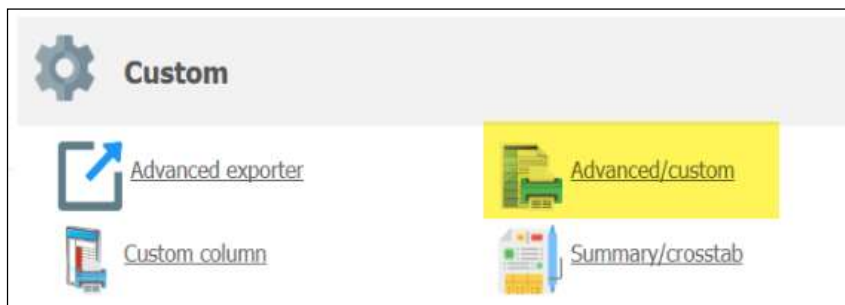 Custom
Advanced exporter
Advanced/custom
Custom column
Summary/crosstab